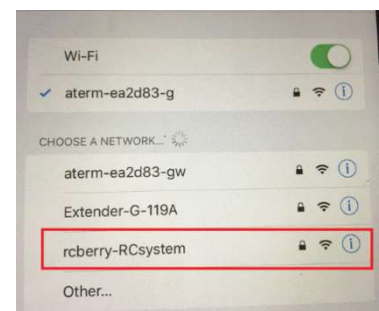 Wi-Fi
aterm-ea2d83-g
CHOOSE A NETWORK...
aterm-ea2d83-gw
Extender-G-119A
rcberry-RCsystem
Other...